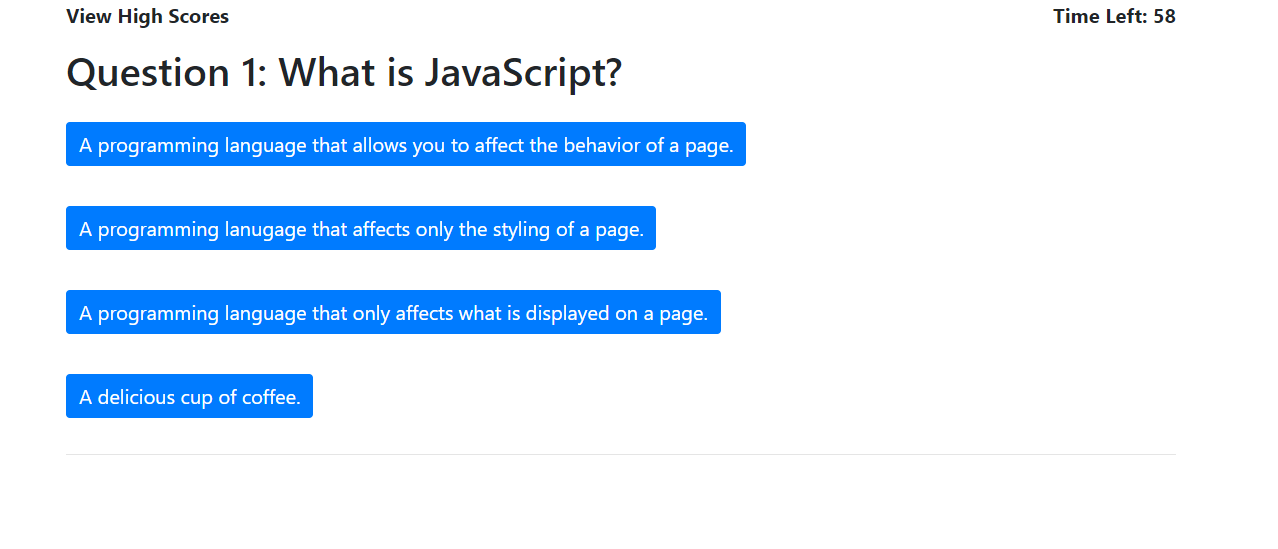 View High Scores
Time Left: 58
Question 1: What is JavaScript?
A programming language that allows you to affect the behavior of a page.
A programming lanugage that affects only the styling of a page.
A programming language that only affects what is displayed on a page.
A delicious cup of coffee.